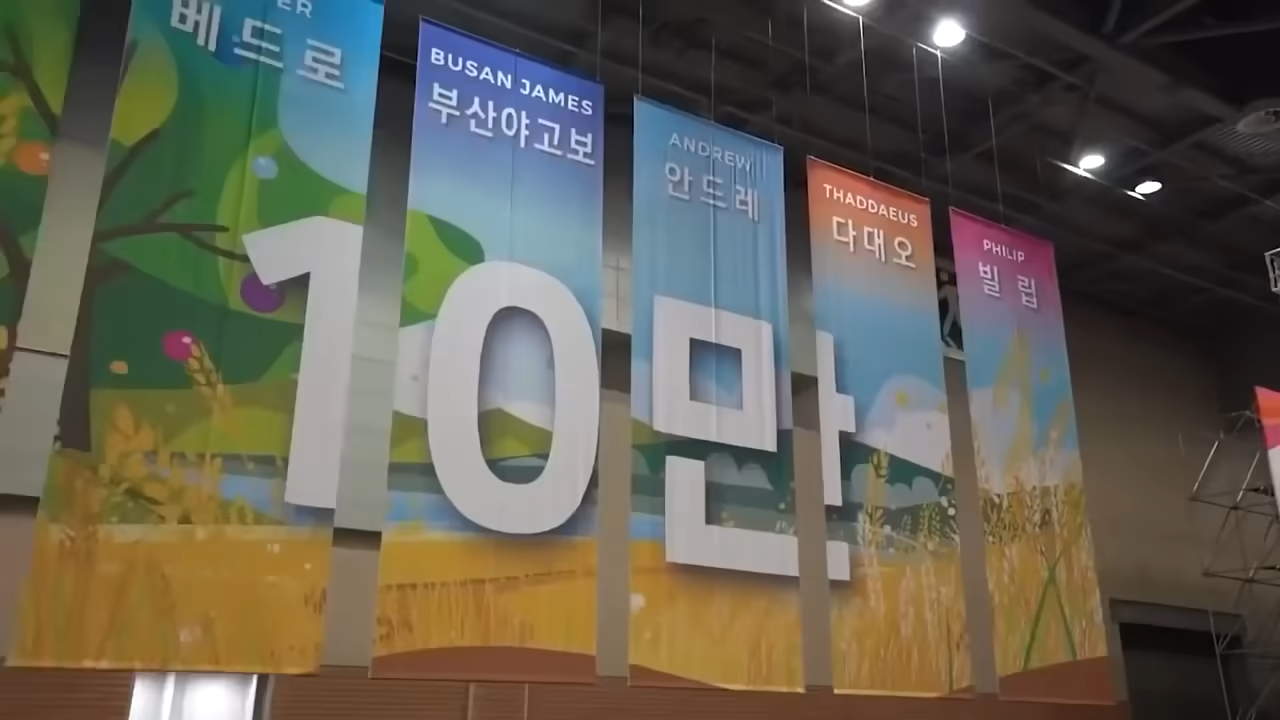 ER
베드로
BUSAN JAMES
부산야고보
ANDREW
안드레
THADDAEUS
다대오
PHILIP
빌립
10만